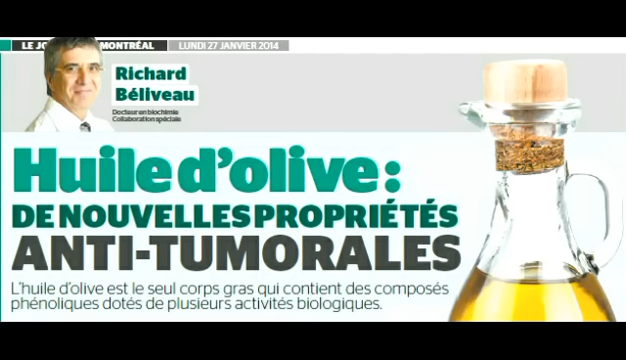 LE JO MONTRÉAL LUNDI 27 JANVIER 2014
Richard
Béliveau
Docteur en biochimie
Collaboration spéciale
Huile d'olive :
DE NOUVELLES PROPRIÉTÉS
ANTI-TUMORALES
L'huile d'olive est le seul corps gras qui contient des composés
phénoliques dotés de plusieurs activités biologiques.